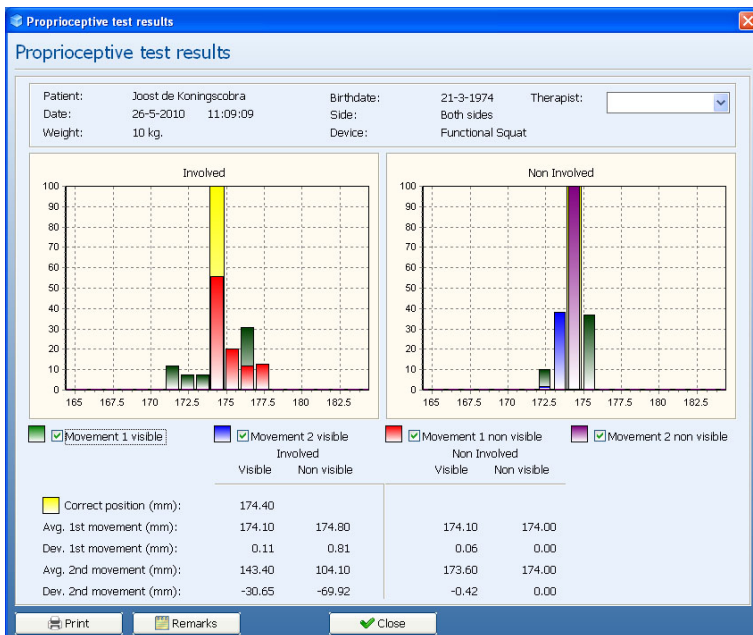 Proprioceptive test results
Proprioceptive test results
Patient: Joost de Koningscobra Birthdate: 21-3-1974 Therapist:
Date: 26-5-2010 11:09:09 Side: Both sides
Weight: 10 kg. Device: Functional Squat
Involved
100
90
80
70
60
50
40
30
20
10
0
165 167.5 170 172.5 175 177.5 180 182.5
Non Involved
100
90
80
70
60
50
40
30
20
10
0
165 167.5 170 172.5 175 177.5 180 182.5
Movement 1 visible Movement 2 visible Movement 1 non visible Movement 2 non visible
Involved Non Involved
Visible Non visible Visible Non visible
Correct position (mm): 174.40
Avg. 1st movement (mm): 174.10 174.80 174.10 174.00
Dev. 1st movement (mm): 0.11 0.81 0.06 0.00
Avg. 2nd movement (mm): 143.40 104.10 173.60 174.00
Dev. 2nd movement (mm): -30.65 -69.92 -0.42 0.00
Print Remarks Close